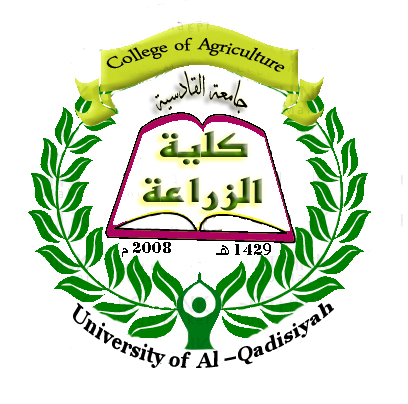 College of Agriculture
جامعة القادسية
كلية
الزراعة
1429 هـ 2008 م
University of Al -Qadisiyah